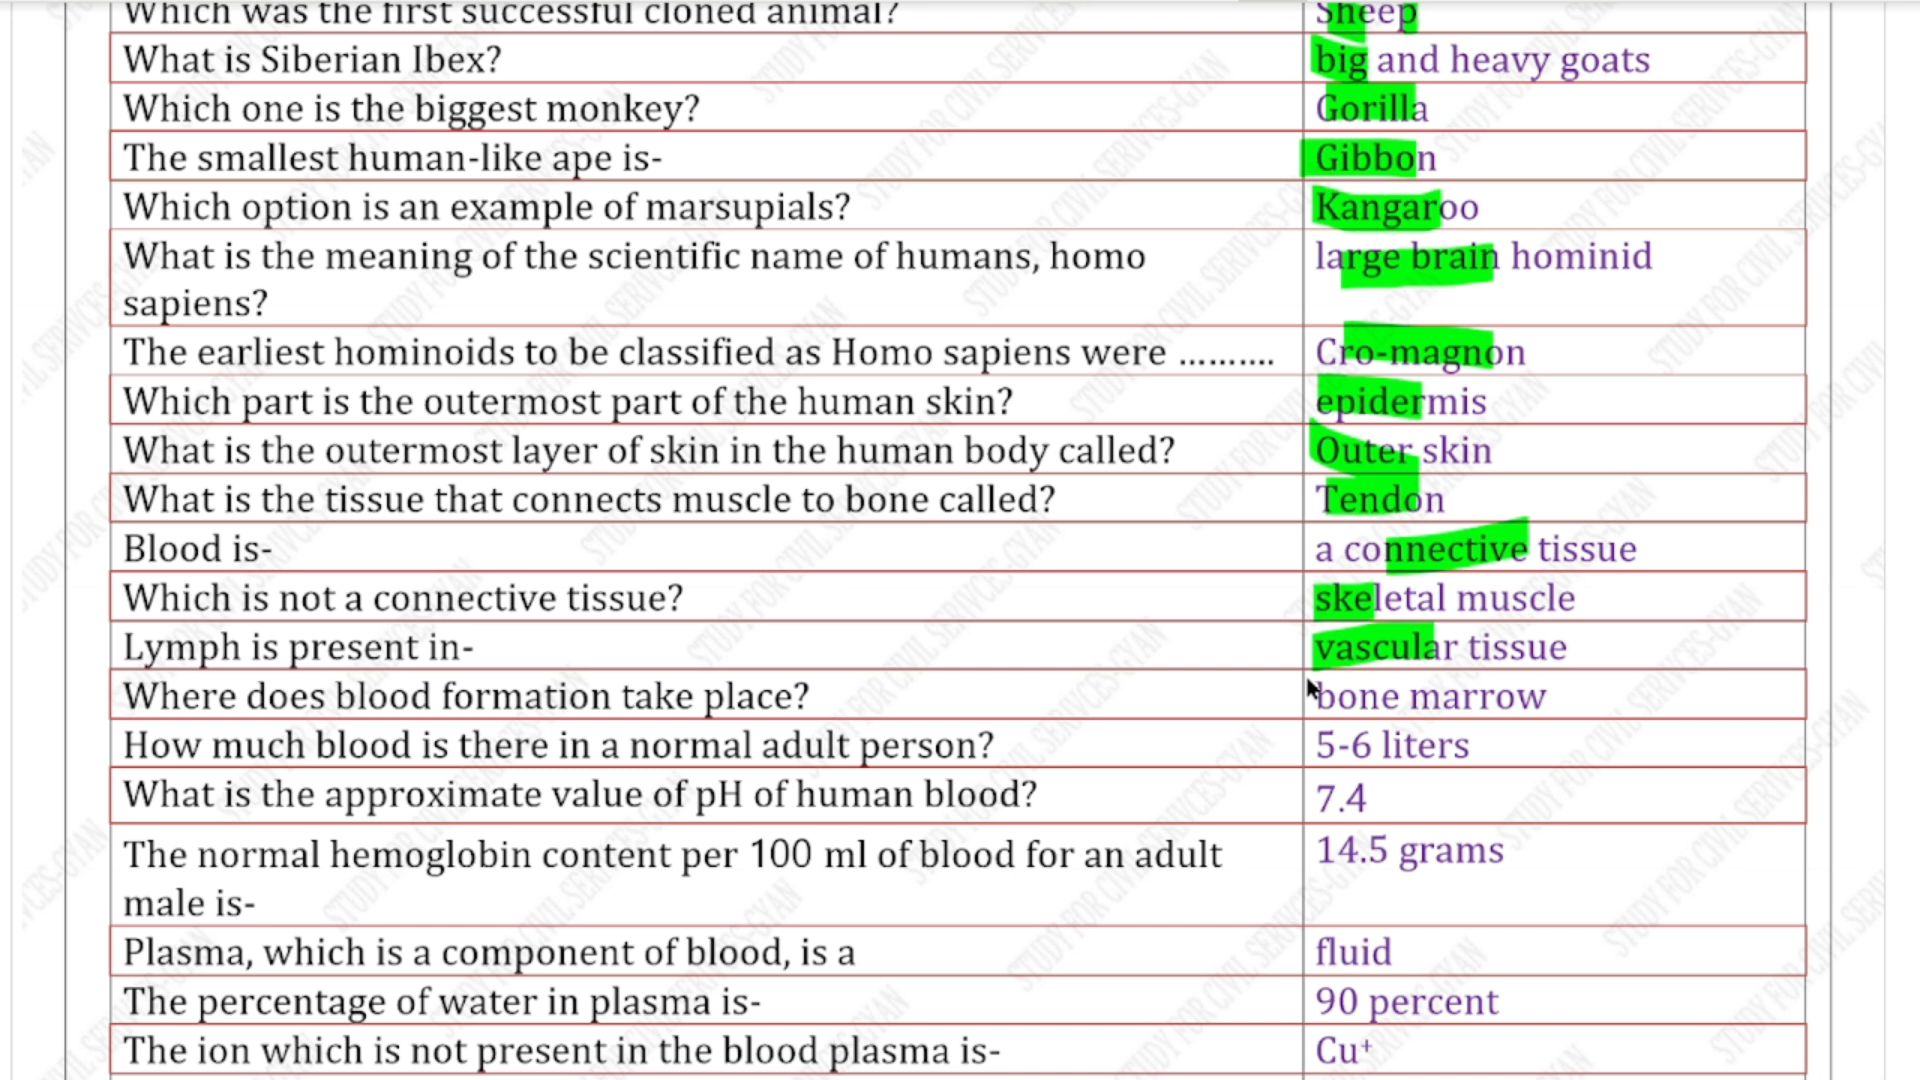 Which was the first successful cloned animal? Sheep
What is Siberian Ibex? big and heavy goats
Which one is the biggest monkey? Gorilla
The smallest human-like ape is- Gibbon
Which option is an example of marsupials? Kangaroo
What is the meaning of the scientific name of humans, homo large brain hominid
sapiens?
The earliest hominoids to be classified as Homo sapiens were .......... Cro-magnon
Which part is the outermost part of the human skin? epidermis
What is the outermost layer of skin in the human body called? Outer skin
What is the tissue that connects muscle to bone called? Tendon
Blood is- a connective tissue
Which is not a connective tissue? skeletal muscle
Lymph is present in- vascular tissue
Where does blood formation take place? bone marrow
How much blood is there in a normal adult person? 5-6 liters
What is the approximate value of pH of human blood? 7.4
The normal hemoglobin content per 100 ml of blood for an adult 14.5 grams
male is-
Plasma, which is a component of blood, is a fluid
The percentage of water in plasma is- 90 percent
The ion which is not present in the blood plasma is- Cu⁺
STUDY FOR CIVIL SERIVCES-GYAN